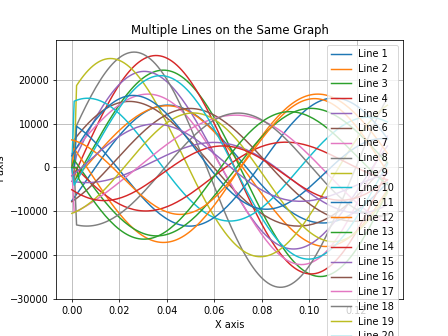 Multiple Lines on the Same Graph
20000
10000
0
−10000
−20000
−30000
0.00
0.02
0.04
0.06
0.08
0.10
X axis
Line 1
Line 2
Line 3
Line 4
Line 5
Line 6
Line 7
Line 8
Line 9
Line 10
Line 11
Line 12
Line 13
Line 14
Line 15
Line 16
Line 17
Line 18
Line 19
Line 20